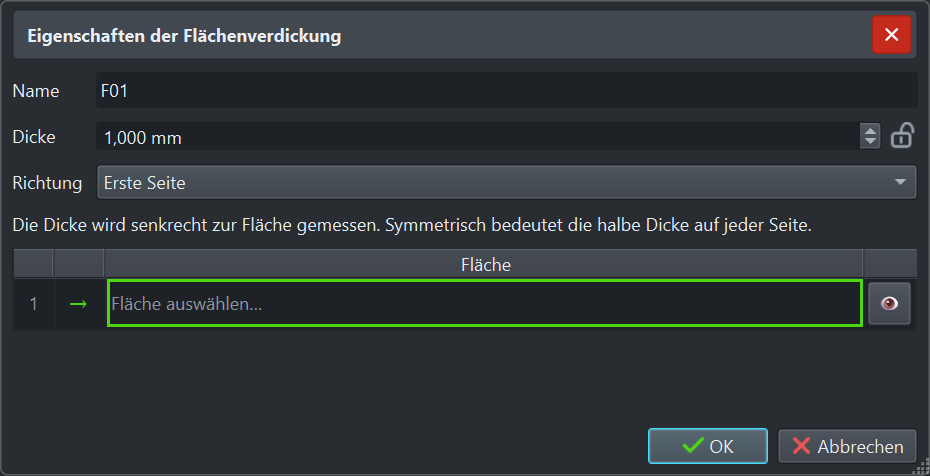 Eigenschaften der Flächenverdickung
Name F01
Dicke 1,000 mm
Richtung Erste Seite
Die Dicke wird senkrecht zur Fläche gemessen. Symmetrisch bedeutet die halbe Dicke auf jeder Seite.
Fläche
1 → Fläche auswählen...
OK Abbrechen